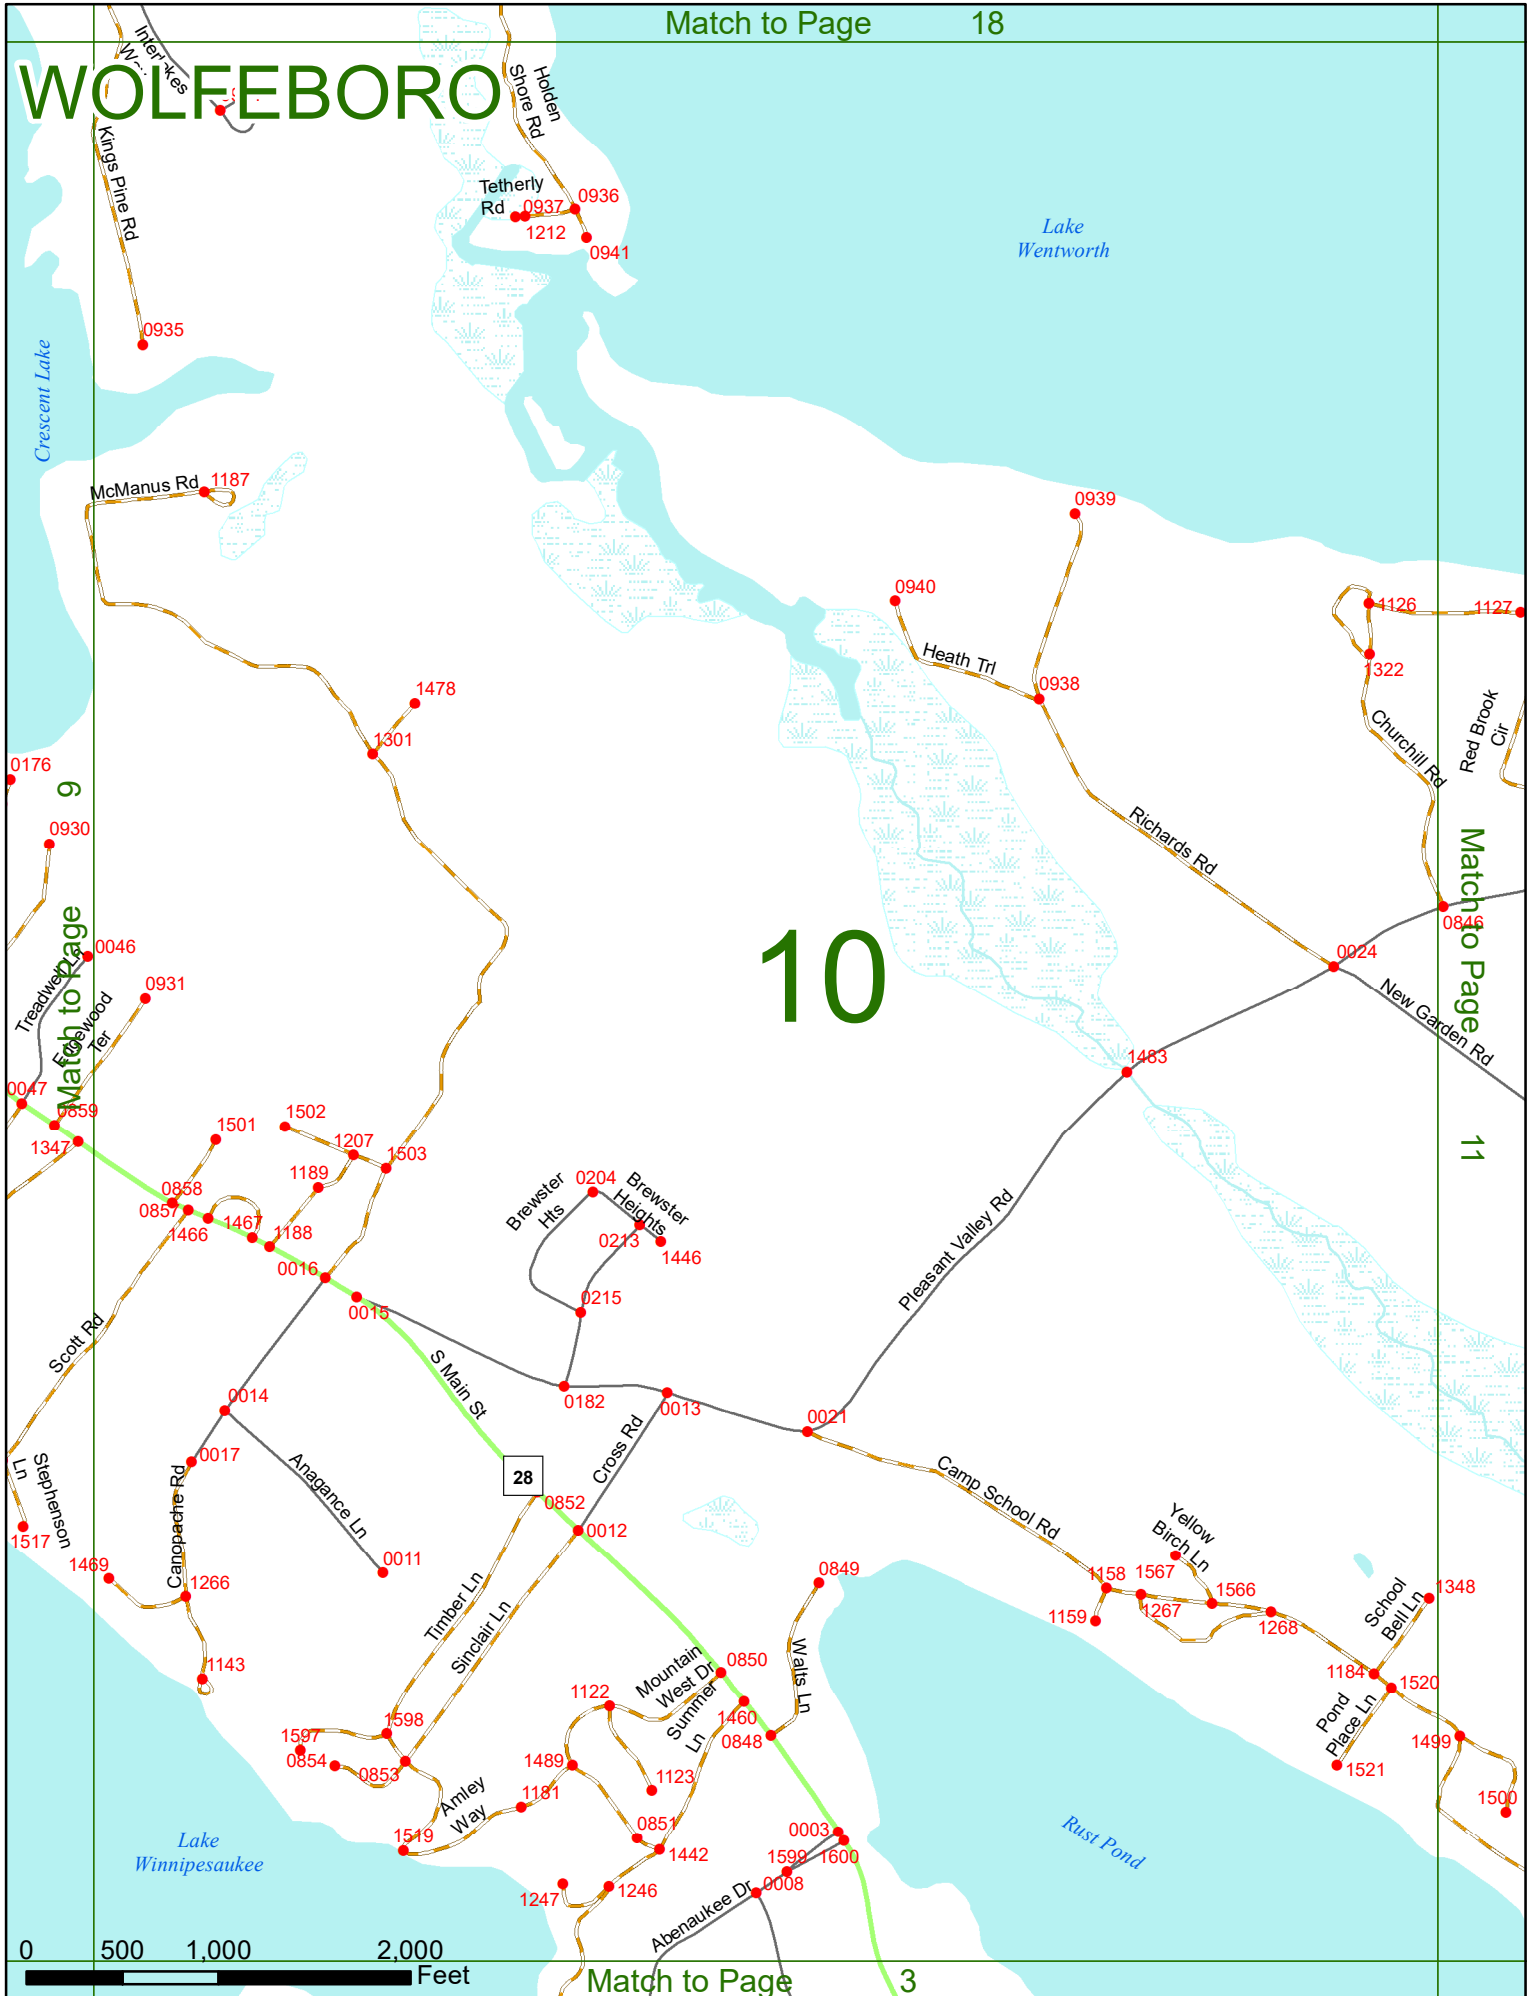 Match to Page 18
WOLFEBORO
Holden
Shore Rd
Kings Pine Rd
Tetherly
Rd
0937
0936
1212
0941
Lake
Wentworth
0935
Crescent Lake
McManus Rd
1187
0939
0940
1126
1127
Heath Trl
1322
0938
1478
1301
Churchill Rd
Red Brook
Cir
0176
9
Match to Page
0930
Richards Rd
Match to Page
11
0846
10
0046
Treadwell Ln
0024
0931
Edgewood
Ter
New Garden Rd
1483
0047
0859
1347
1501
1502
1207
1503
1189
0858
0857
1466
1467
1188
0204
Brewster
Hts
Brewster
Heights
0213
1446
Pleasant Valley Rd
0016
0015
0215
Scott Rd
S Main St
0014
0182
0013
0021
Cross Rd
0017
Stephenson
Ln
Anagance Ln
28
Camp School Rd
0852
0012
1517
Canopache Rd
Yellow
Birch Ln
1469
0011
1266
0849
1158
1567
1566
1348
Timber Ln
Sinclair Ln
1159
1267
1268
School
Bell Ln
1143
Mountain
West Dr
0850
Walts Ln
1184
1520
Summer
Ln
1122
1460
0848
Pond
Place Ln
1598
1597
0854
0853
1489
1499
1521
1123
Amley
Way
1181
1500
1519
0851
0003
1600
Rust Pond
Lake
Winnipesaukee
1442
1599
0008
1247
1246
Abenaukee Dr
0 500 1,000 2,000
Feet
Match to Page 3